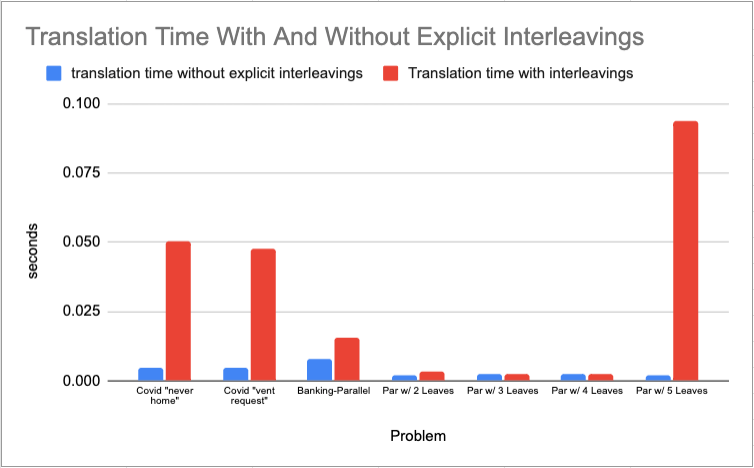 Translation Time With And Without Explicit Interleavings
translation time without explicit interleavings Translation time with interleavings
0.100
0.075
0.050
0.025
0.000
seconds
Covid "never
home"
Covid "vent
request"
Banking-Parallel
Par w/ 2 Leaves
Par w/ 3 Leaves
Par w/ 4 Leaves
Par w/ 5 Leaves
Problem